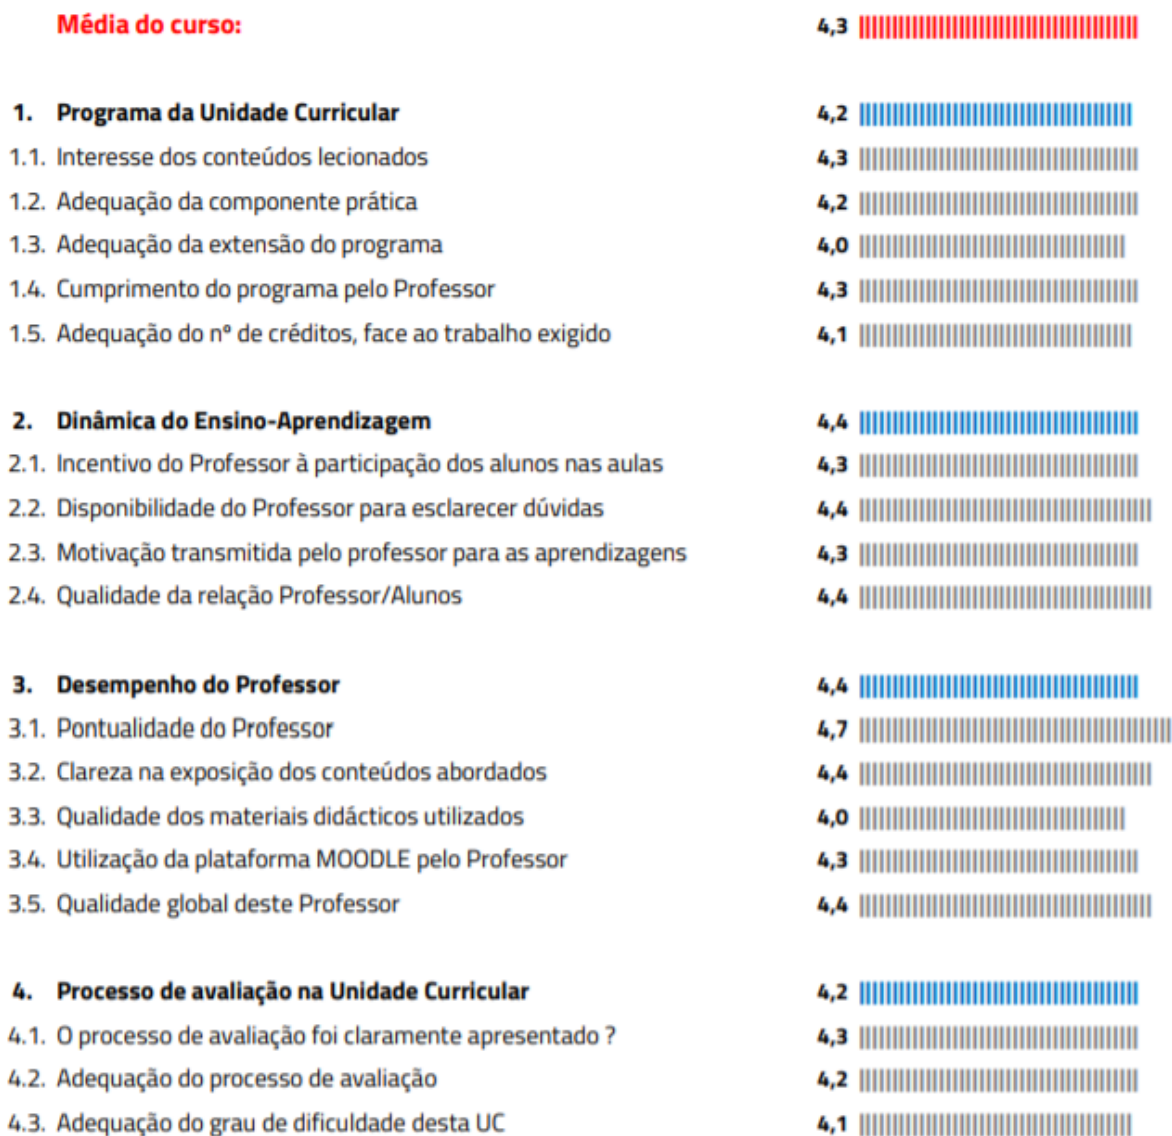 Média do curso: 4,3
1. Programa da Unidade Curricular 4,2
1.1. Interesse dos conteúdos lecionados 4,3
1.2. Adequação da componente prática 4,2
1.3. Adequação da extensão do programa 4,0
1.4. Cumprimento do programa pelo Professor 4,3
1.5. Adequação do nº de créditos, face ao trabalho exigido 4,1
2. Dinâmica do Ensino-Aprendizagem 4,4
2.1. Incentivo do Professor à participação dos alunos nas aulas 4,3
2.2. Disponibilidade do Professor para esclarecer dúvidas 4,4
2.3. Motivação transmitida pelo professor para as aprendizagens 4,3
2.4. Qualidade da relação Professor/Alunos 4,4
3. Desempenho do Professor 4,4
3.1. Pontualidade do Professor 4,7
3.2. Clareza na exposição dos conteúdos abordados 4,4
3.3. Qualidade dos materiais didácticos utilizados 4,0
3.4. Utilização da plataforma MOODLE pelo Professor 4,3
3.5. Qualidade global deste Professor 4,4
4. Processo de avaliação na Unidade Curricular 4,2
4.1. O processo de avaliação foi claramente apresentado ? 4,3
4.2. Adequação do processo de avaliação 4,2
4.3. Adequação do grau de dificuldade desta UC 4,1